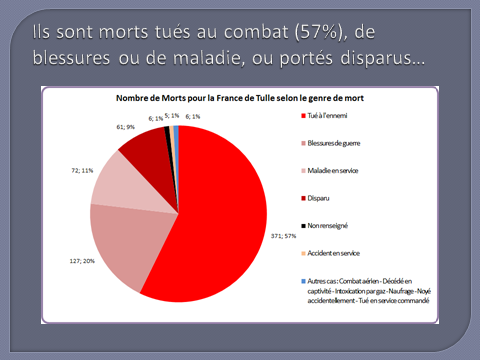 Ils sont morts tués au combat (57%), de
blessures ou de maladie, ou portés disparus...
Nombre de Morts pour la France de Tulle selon le genre de mort
6; 1%
5; 1%
6; 1%
61; 9%
72; 11%
127; 20%
371; 57%
Tué à l'ennemi
Blessures de guerre
Maladie en service
Disparu
Non renseigné
Accident en service
Autres cas : Combat aérien - Décédé en
captivité - Intoxication par gaz - Naufrage - Noyé
accidentellement - Tué en service commandé